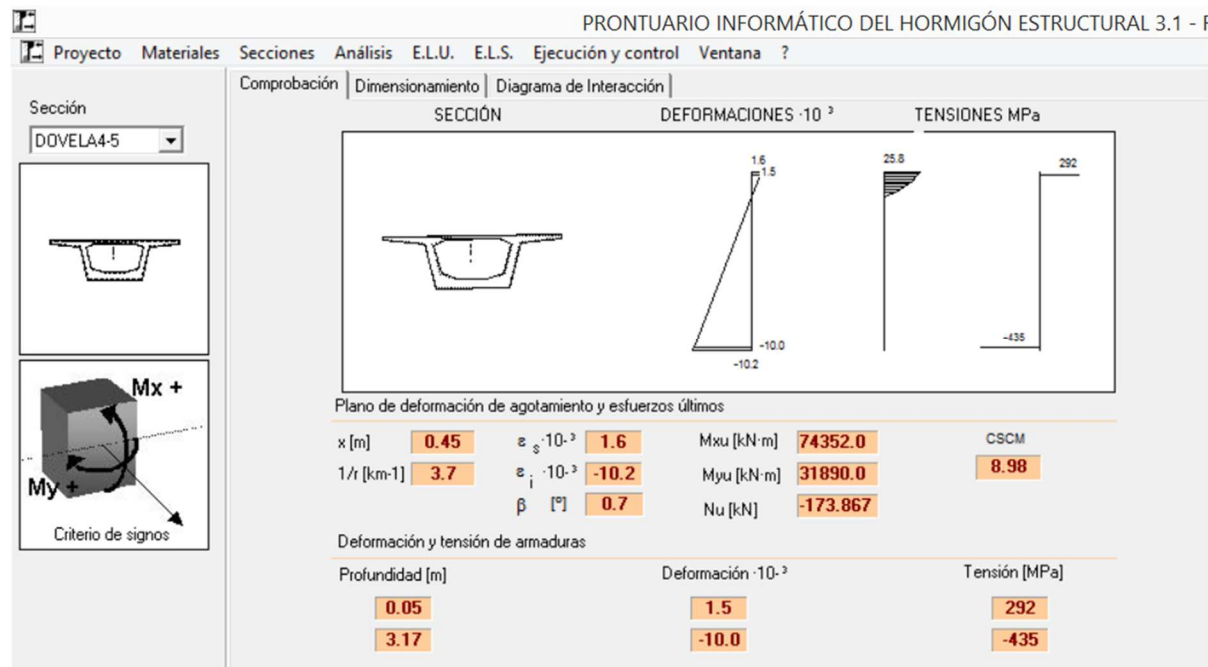 PRONTUARIO INFORMÁTICO DEL HORMIGÓN ESTRUCTURAL 3.1 -
Proyecto Materiales Secciones Análisis E.L.U. E.L.S. Ejecución y control Ventana ?
Comprobación Dimensionamiento Diagrama de Interacción
Sección
DOVELA4-5
SECCIÓN DEFORMACIONES ·10 ³ TENSIONES MPa
1.6
1.5
25.8
292
-10.0
-10.2
-435
Mx +
My +
Criterio de signos
Plano de deformación de agotamiento y esfuerzos últimos
x [m] 0.45 ε s ·10-³ 1.6 Mxu [kN·m] 74352.0 CSCM
1/r [km-1] 3.7 ε i ·10-³ -10.2 Myu [kN·m] 31890.0 8.98
β [º] 0.7 Nu [kN] -173.867
Deformación y tensión de armaduras
Profundidad [m] Deformación ·10-³ Tensión [MPa]
0.05 1.5 292
3.17 -10.0 -435